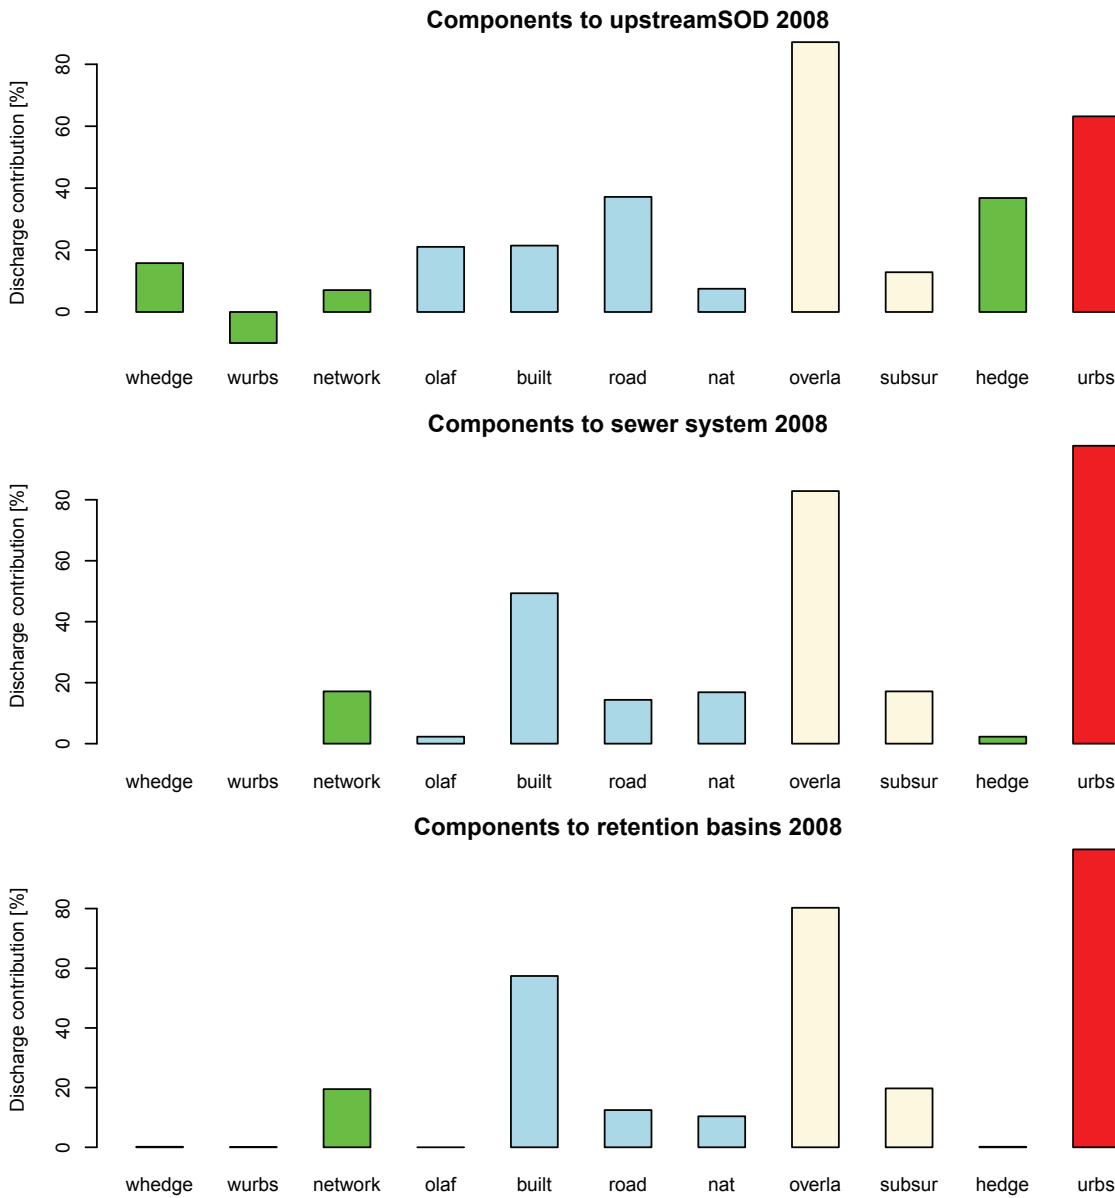 Components to upstreamSOD 2008
Discharge contribution [%]
80
60
40
20
0
whedge wurbs network olaf built road nat overla subsur hedge urbs
Components to sewer system 2008
Discharge contribution [%]
80
60
40
20
0
whedge wurbs network olaf built road nat overla subsur hedge urbs
Components to retention basins 2008
Discharge contribution [%]
80
60
40
20
0
whedge wurbs network olaf built road nat overla subsur hedge urbs